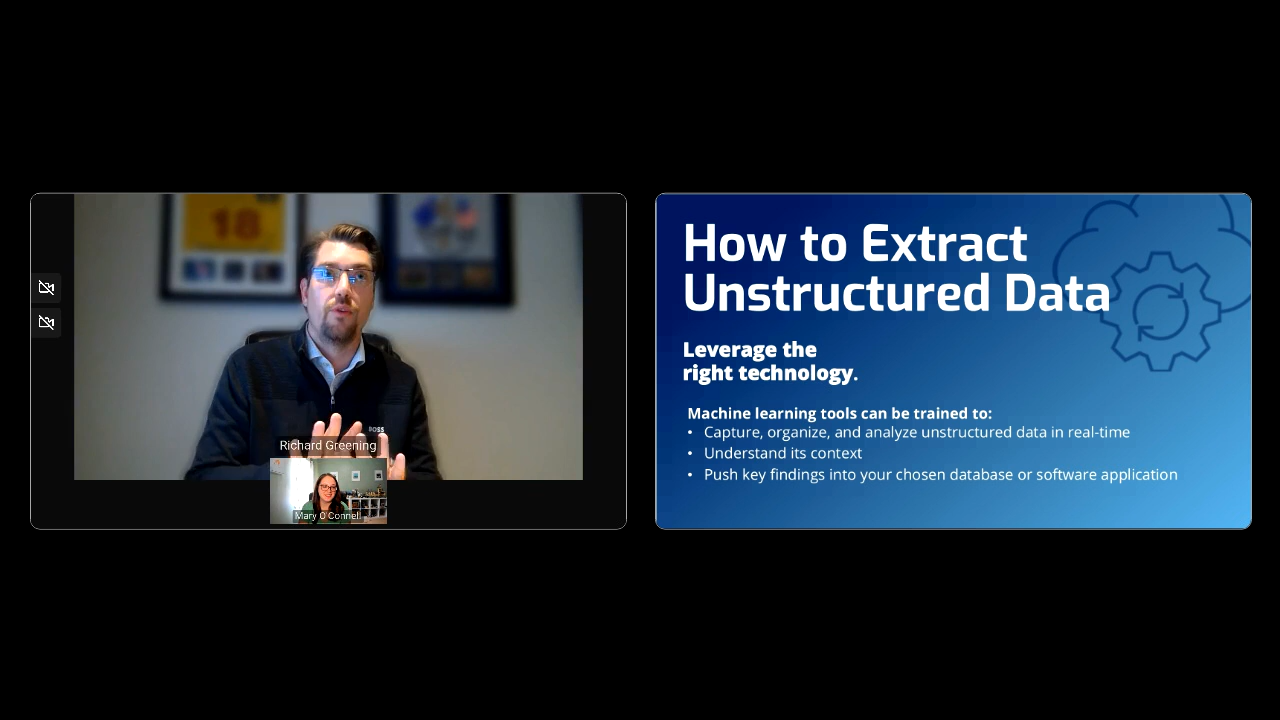 18
BOSS
Richard Greening
Mary O'Connell
How to Extract
Unstructured Data
Leverage the
right technology.
Machine learning tools can be trained to:
• Capture, organize, and analyze unstructured data in real-time
• Understand its context
• Push key findings into your chosen database or software application